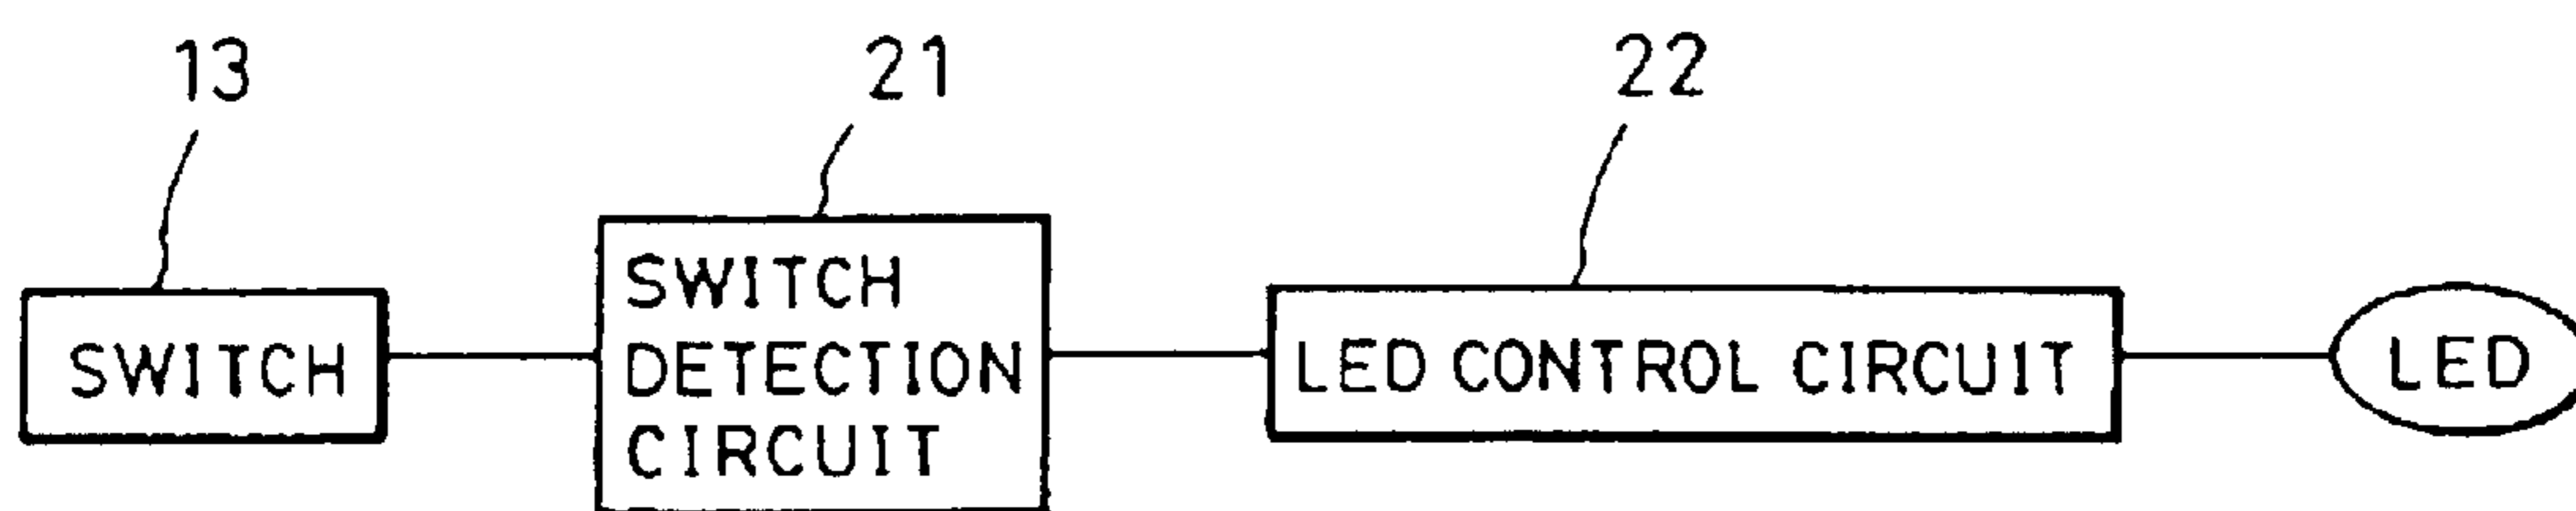 13
21
22
SWITCH
SWITCH
DETECTION
CIRCUIT
LED CONTROL CIRCUIT
LED